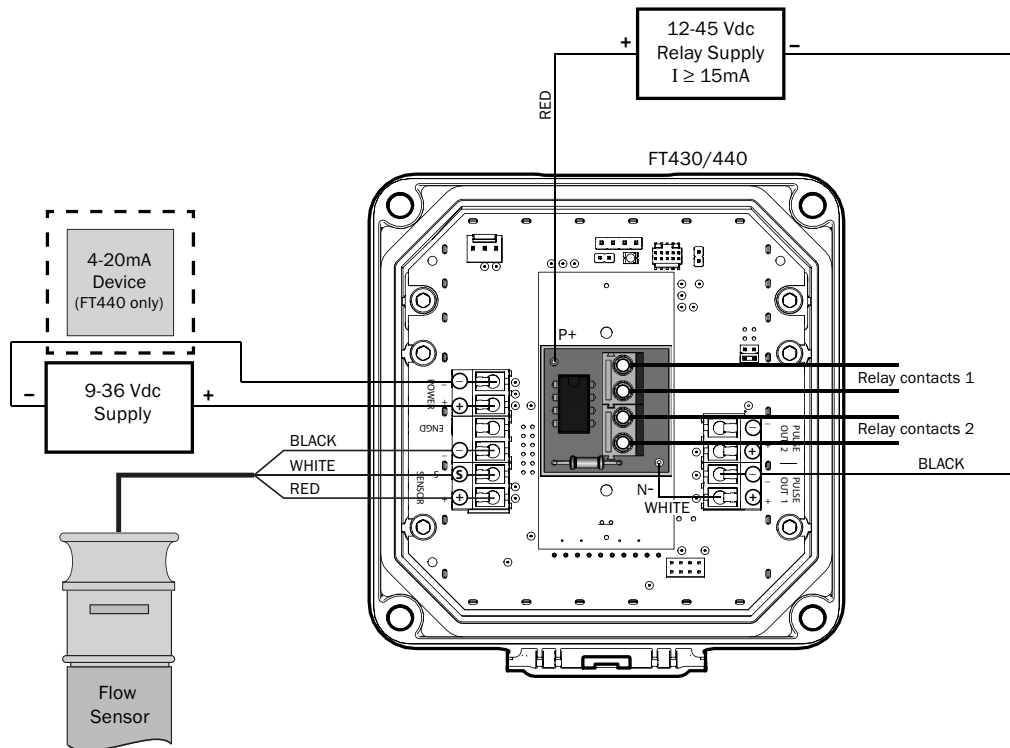 12-45 Vdc
Relay Supply
I ≥ 15mA
+
−
RED
FT430/440
4-20mA
Device
(FT440 only)
9-36 Vdc
Supply
−
+
P+
Relay contacts 1
Relay contacts 2
− POWER +
ENGD
− S SENSOR +
− + PULSE OUT 2
− + PULSE OUT 1
BLACK
WHITE
RED
BLACK
N-
WHITE
Flow
Sensor